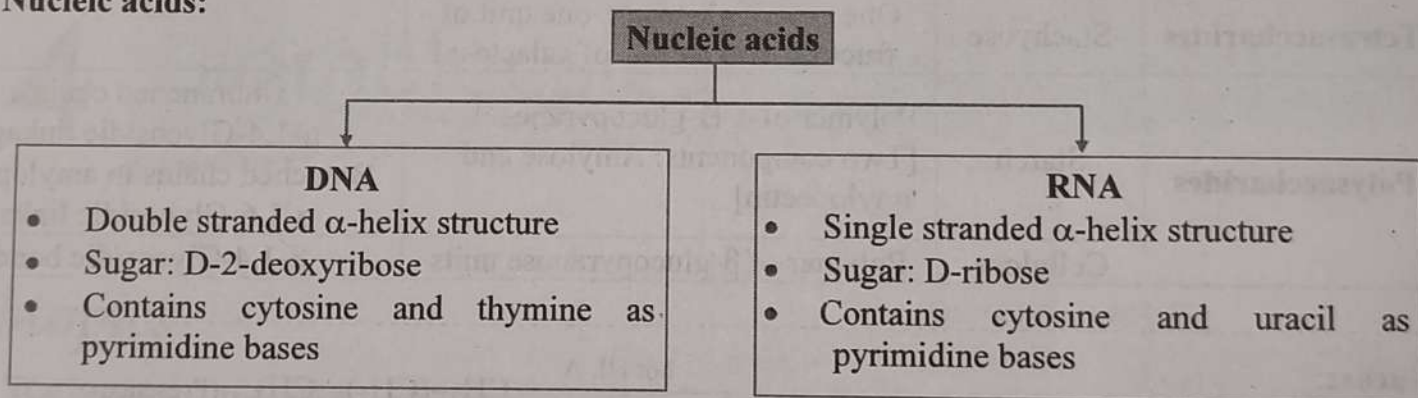 Nucleic acids:
Nucleic acids
DNA
• Double stranded α-helix structure
• Sugar: D-2-deoxyribose
• Contains cytosine and thymine as
pyrimidine bases
RNA
• Single stranded α-helix structure
• Sugar: D-ribose
• Contains cytosine and uracil as
pyrimidine bases